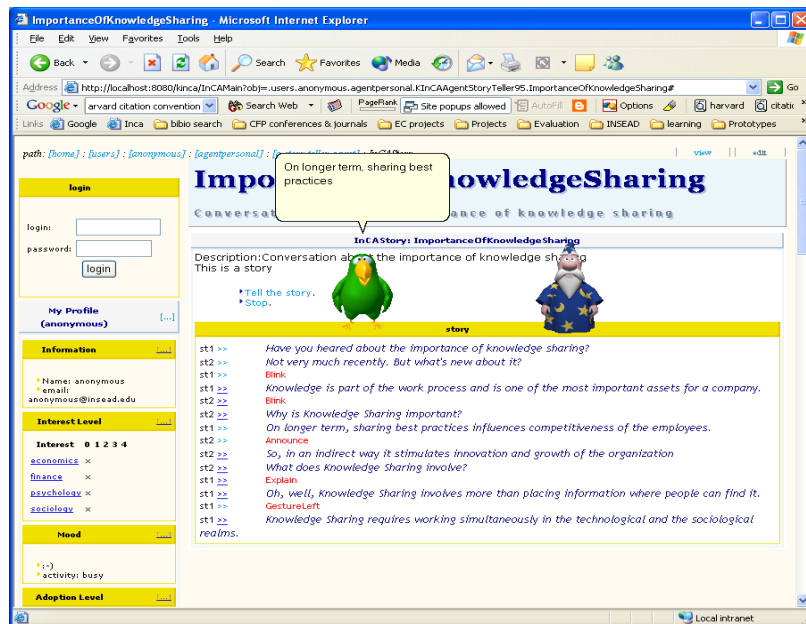 ImportanceOfKnowledgeSharing - Microsoft Internet Explorer
File Edit View Favorites Tools Help
Back Search Favorites Media
Address http://localhost:8080/kinca/InCAMain?obj=.users.anonymous.agentpersonal.KInCAAgentStoryTeller95.ImportanceOfKnowledgeSharing# Go
Google arvard citation convention Search Web PageRank Site popups allowed AutoFill Options harvard citatic
Links Google Inca biblio search CFP conferences & journals EC projects Projects Evaluation INSEAD learning Prototypes
path: [home] : [users] : [anonymous] : [agentpersonal] :
view || edit
On longer term, sharing best
practices
login
login:
password:
login
Impo nowledgeSharing
Conversat ance of knowledge sharing
InCAStory: ImportanceOfKnowledgeSharing
Description:Conversation about the importance of knowledge sharing
This is a story
Tell the story.
Stop.
My Profile
(anonymous) [...]
Information [...]
Name: anonymous
email:
anonymous@insead.edu
Interest Level [...]
Interest 0 1 2 3 4
economics x
finance x
psychology x
sociology x
Mood [...]
:-)
activity: busy
Adoption Level [...]
story
st1 >> Have you heared about the importance of knowledge sharing?
st2 >> Not very much recently. But what's new about it?
st1 >> Blink
st1 >> Knowledge is part of the work process and is one of the most important assets for a company.
st2 >> Blink
st2 >> Why is Knowledge Sharing important?
st1 >> On longer term, sharing best practices influences competitiveness of the employees.
st2 >> Announce
st2 >> So, in an indirect way it stimulates innovation and growth of the organization
st2 >> What does Knowledge Sharing involve?
st1 >> Explain
st1 >> Oh, well, Knowledge Sharing involves more than placing information where people can find it.
st1 >> GestureLeft
st1 >> Knowledge Sharing requires working simultaneously in the technological and the sociological
realms.
Local intranet